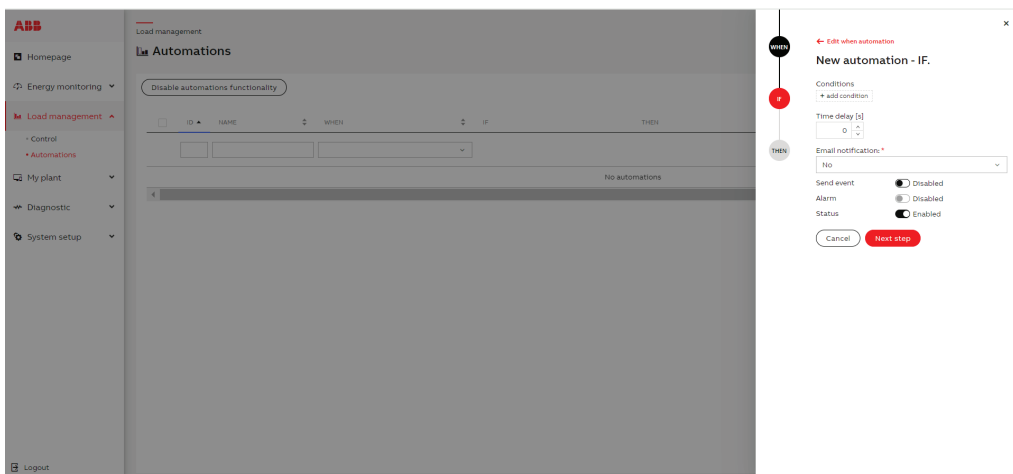 ABB
Homepage
Energy monitoring
Load management
- Control
• Automations
My plant
Diagnostic
System setup
Logout
Load management
Automations
Disable automations functionality
ID NAME WHEN IF THEN
No automations
WHEN
IF
THEN
×
← Edit when automation
New automation - IF.
Conditions
+ add condition
Time delay [s]
0
Email notification: *
No
Send event Disabled
Alarm Disabled
Status Enabled
Cancel Next step